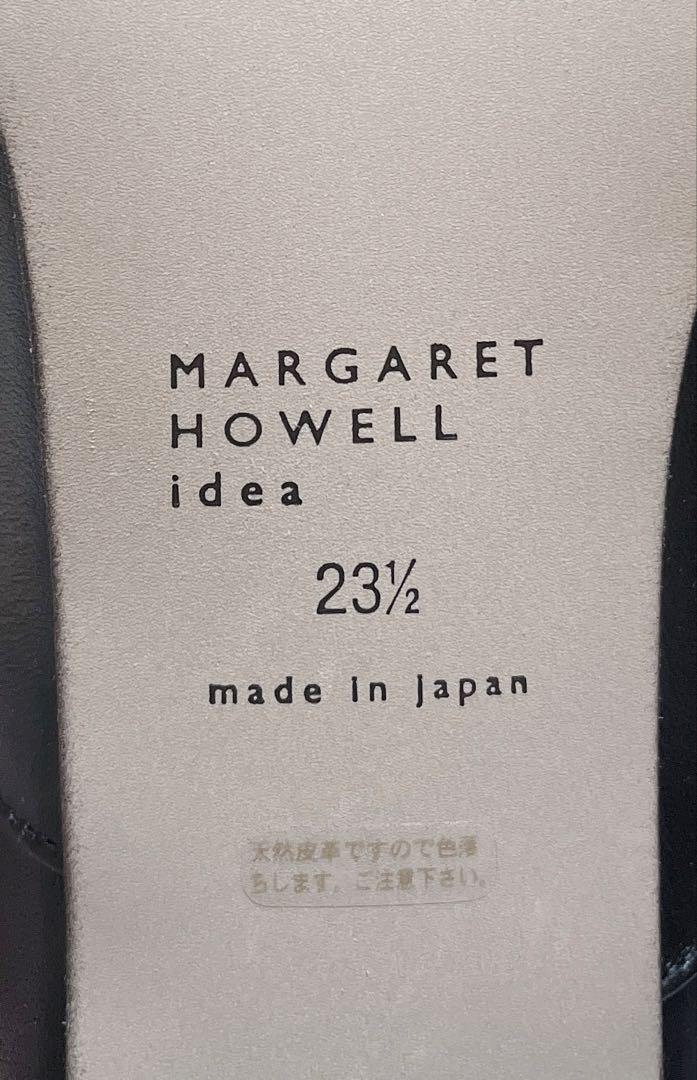 MARGARET
HOWELL
idea
23½
made in Japan
天然皮革ですので色落
ちします。ご注意下さい。